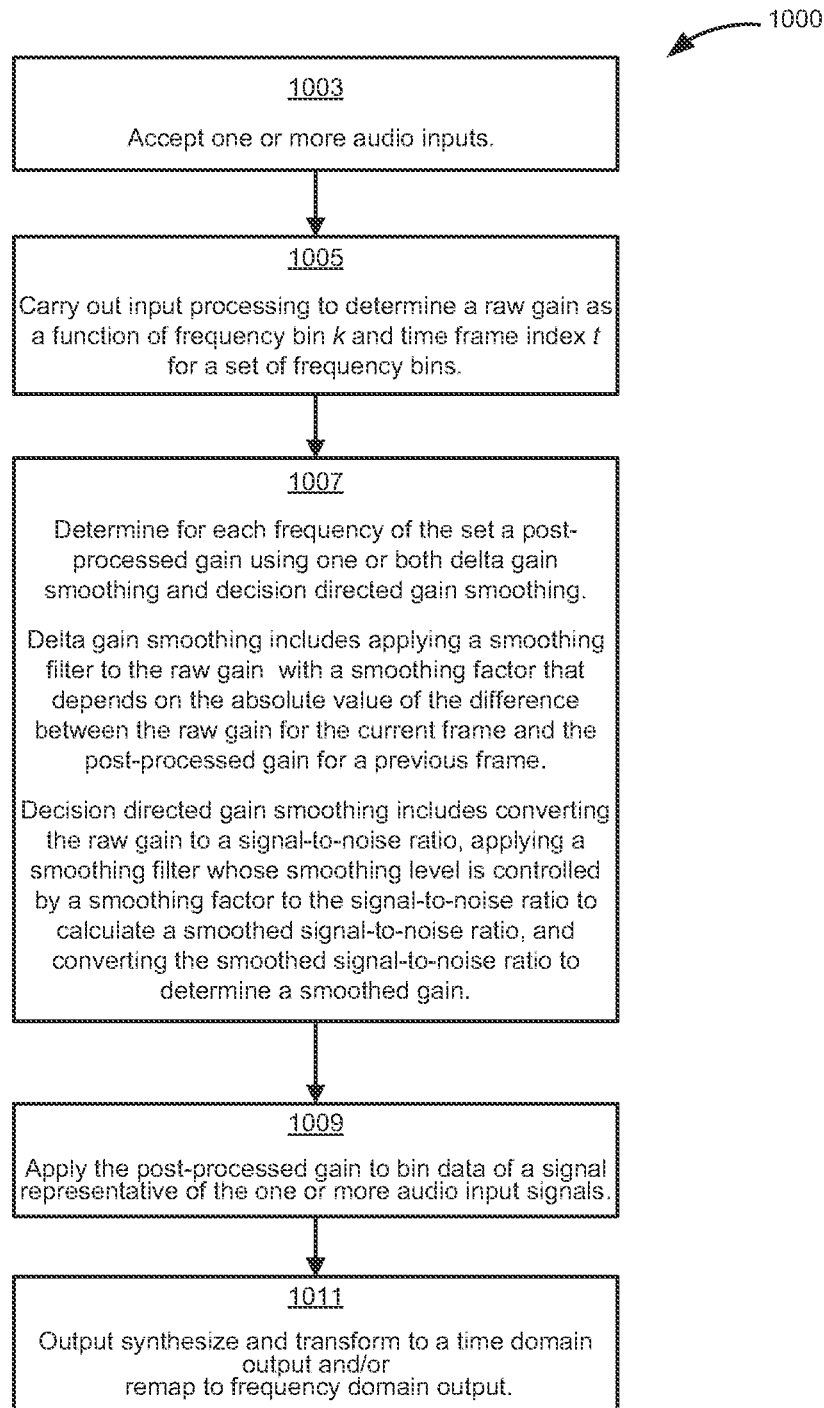 1000
1003
Accept one or more audio inputs.
1005
Carry out input processing to determine a raw gain as
a function of frequency bin k and time frame index t
for a set of frequency bins.
1007
Determine for each frequency of the set a post-
processed gain using one or both delta gain
smoothing and decision directed gain smoothing.
Delta gain smoothing includes applying a smoothing
filter to the raw gain with a smoothing factor that
depends on the absolute value of the difference
between the raw gain for the current frame and the
post-processed gain for a previous frame.
Decision directed gain smoothing includes converting
the raw gain to a signal-to-noise ratio, applying a
smoothing filter whose smoothing level is controlled
by a smoothing factor to the signal-to-noise ratio to
calculate a smoothed signal-to-noise ratio, and
converting the smoothed signal-to-noise ratio to
determine a smoothed gain.
1009
Apply the post-processed gain to bin data of a signal
representative of the one or more audio input signals.
1011
Output synthesize and transform to a time domain
output and/or
remap to frequency domain output.